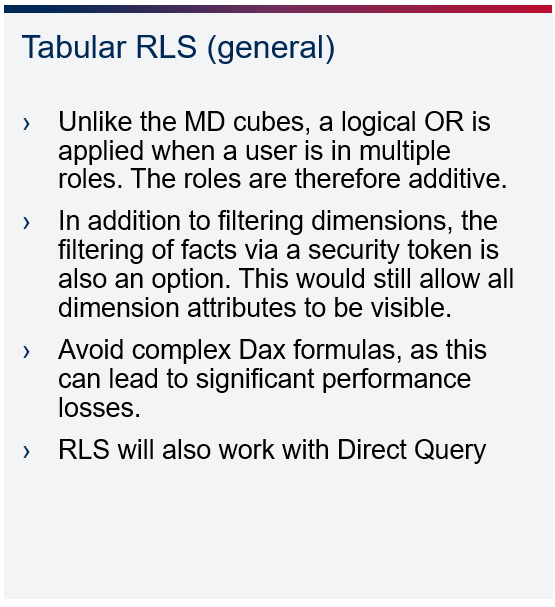 Tabular RLS (general)
› Unlike the MD cubes, a logical OR is
applied when a user is in multiple
roles. The roles are therefore additive.
› In addition to filtering dimensions, the
filtering of facts via a security token is
also an option. This would still allow all
dimension attributes to be visible.
› Avoid complex Dax formulas, as this
can lead to significant performance
losses.
› RLS will also work with Direct Query